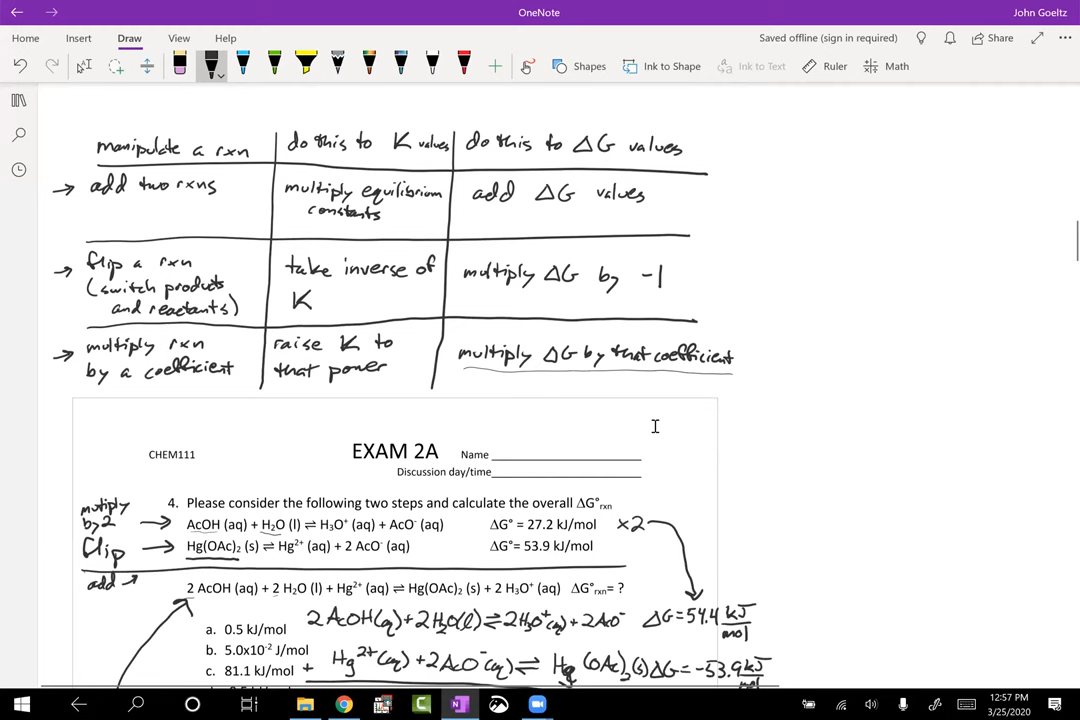 OneNote
John Goeltz
Home Insert Draw View Help
Saved offline (sign in required)
Share
Shapes
Ink to Shape
Ink to Text
Ruler
Math
manipulate a rxn do this to K values do this to ΔG values
→ add two rxns multiply equilibrium constants add ΔG values
→ flip a rxn (switch products and reactants) take inverse of K multiply ΔG by -1
→ multiply rxn by a coefficient raise K to that power multiply ΔG by that coefficient
CHEM111 EXAM 2A Name
Discussion day/time
4. Please consider the following two steps and calculate the overall ΔG°rxn
mutiply by 2 → AcOH (aq) + H₂O (l) ⇌ H₃O⁺ (aq) + AcO⁻ (aq) ΔG° = 27.2 kJ/mol x2
flip → Hg(OAc)₂ (s) ⇌ Hg²⁺ (aq) + 2 AcO⁻ (aq) ΔG° = 53.9 kJ/mol
add →
2 AcOH (aq) + 2 H₂O (l) + Hg²⁺ (aq) ⇌ Hg(OAc)₂ (s) + 2 H₃O⁺ (aq) ΔG°rxn= ?
2AcOH(aq)+2H₂O(l)⇌2H₃O⁺(aq)+2AcO⁻ ΔG=54.4 kJ/mol
a. 0.5 kJ/mol
b. 5.0x10⁻² J/mol
c. 81.1 kJ/mol
+ Hg²⁺(aq)+2AcO⁻(aq)⇌ Hg(OAc)₂(s) ΔG=-53.9 kJ/mol
12:57 PM
3/25/2020